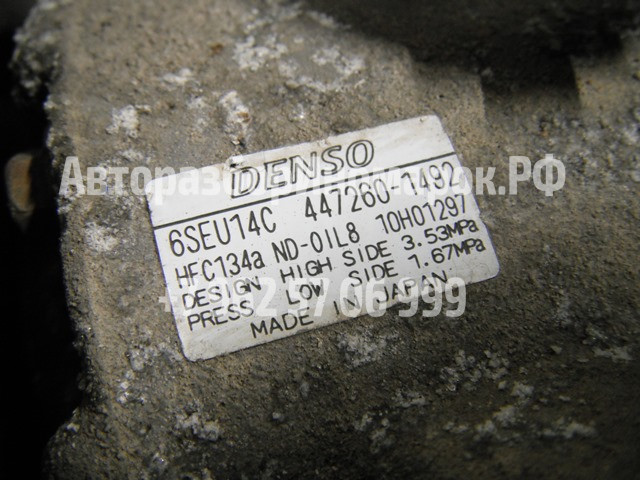 DENSO
6SEU14C 447260-1492
HFC134a ND-OIL8 10H01297
DESIGN HIGH SIDE 3.53MPa
PRESS. LOW SIDE 1.67MPa
MADE IN JAPAN